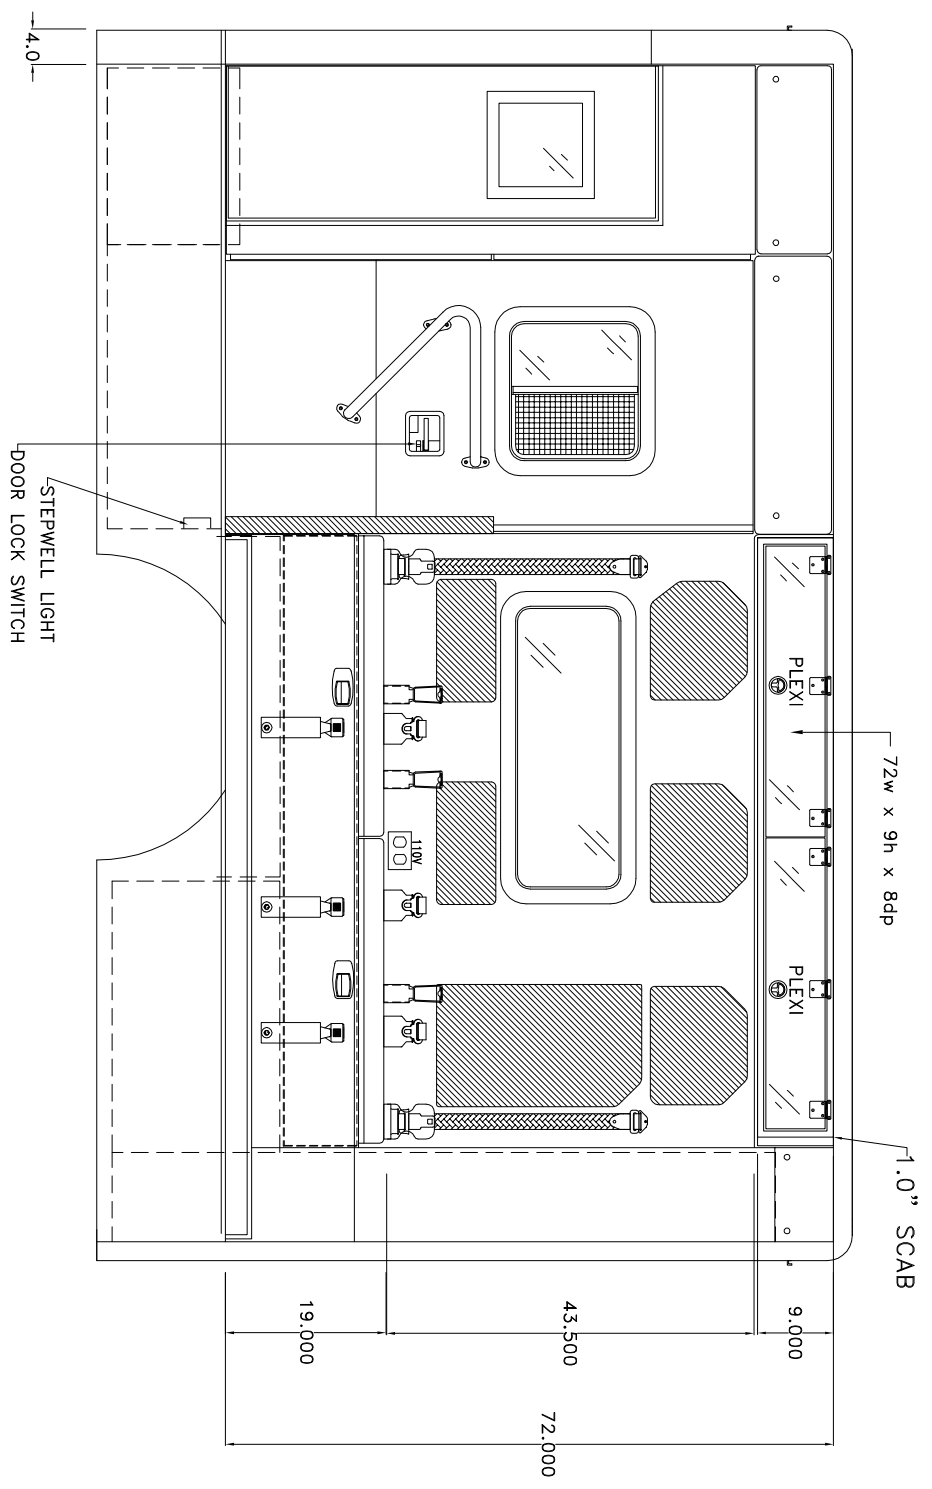 72w x 9h x 8dp
1.0” SCAB
PLEXI
PLEXI
9.000
43.500
72.000
19.000
110V
4.0
STEPWELL LIGHT
DOOR LOCK SWITCH